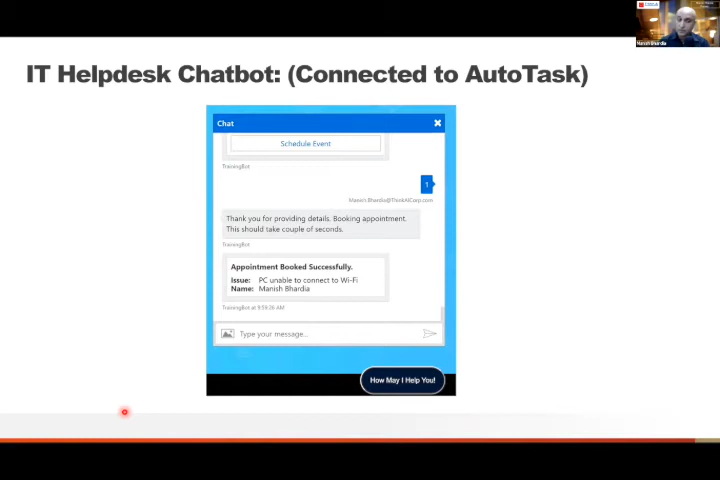 IT Helpdesk Chatbot: (Connected to AutoTask)
Manish Bhardia
Chat
Schedule Event
TrainingBot
1
Manish.Bhardia@ThinkAICorp.com
Thank you for providing details. Booking appointment.
This should take couple of seconds.
TrainingBot
Appointment Booked Successfully.
Issue: PC unable to connect to Wi-Fi
Name: Manish Bhardia
TrainingBot at 9:59:26 AM
Type your message...
How May I Help You!